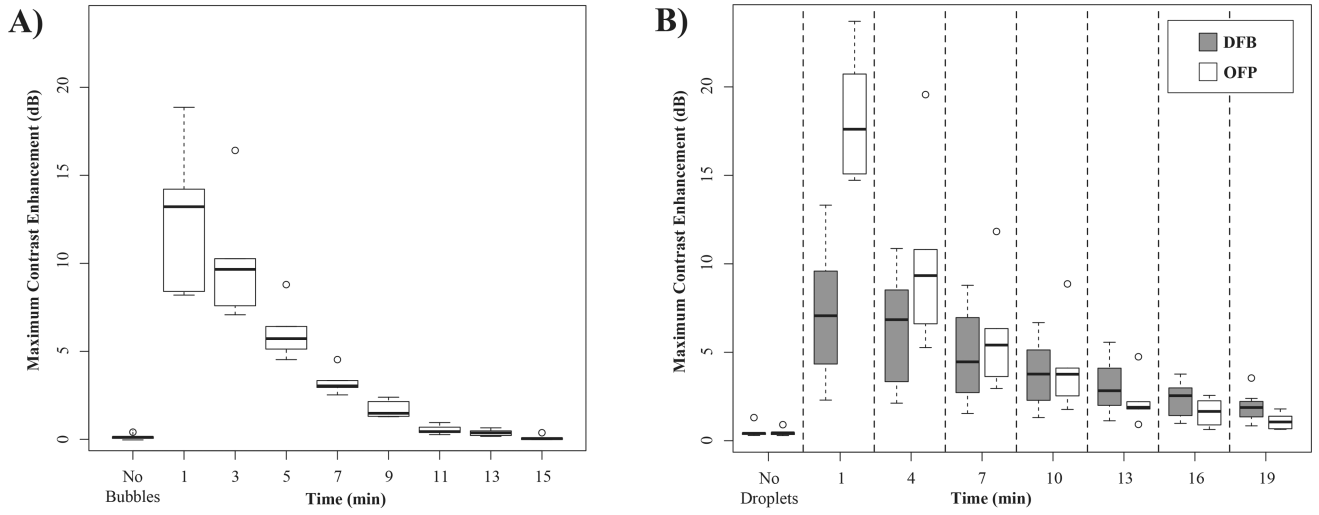 A)
Maximum Contrast Enhancement (dB)
20
15
10
5
0
No
Bubbles
1 3 5 7 9 11 13 15
Time (min)
B)
Maximum Contrast Enhancement (dB)
20
15
10
5
0
DFB
OFP
No
Droplets
1 4 7 10 13 16 19
Time (min)